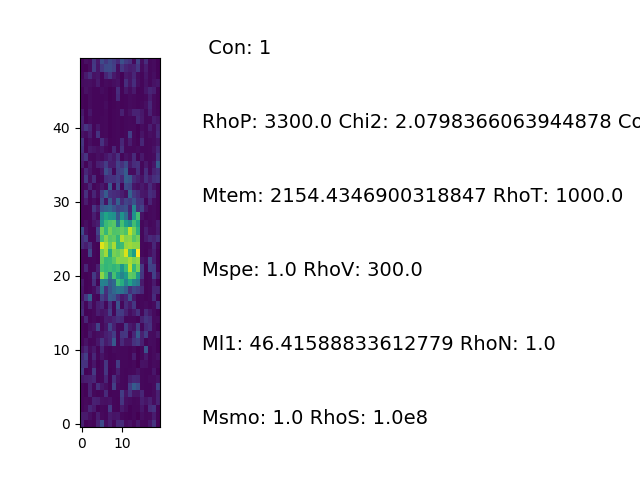 Con: 1
RhoP: 3300.0 Chi2: 2.0798366063944878 Co
Mtem: 2154.4346900318847 RhoT: 1000.0
Mspe: 1.0 RhoV: 300.0
Ml1: 46.41588833612779 RhoN: 1.0
Msmo: 1.0 RhoS: 1.0e8
40
30
20
10
0
0 10